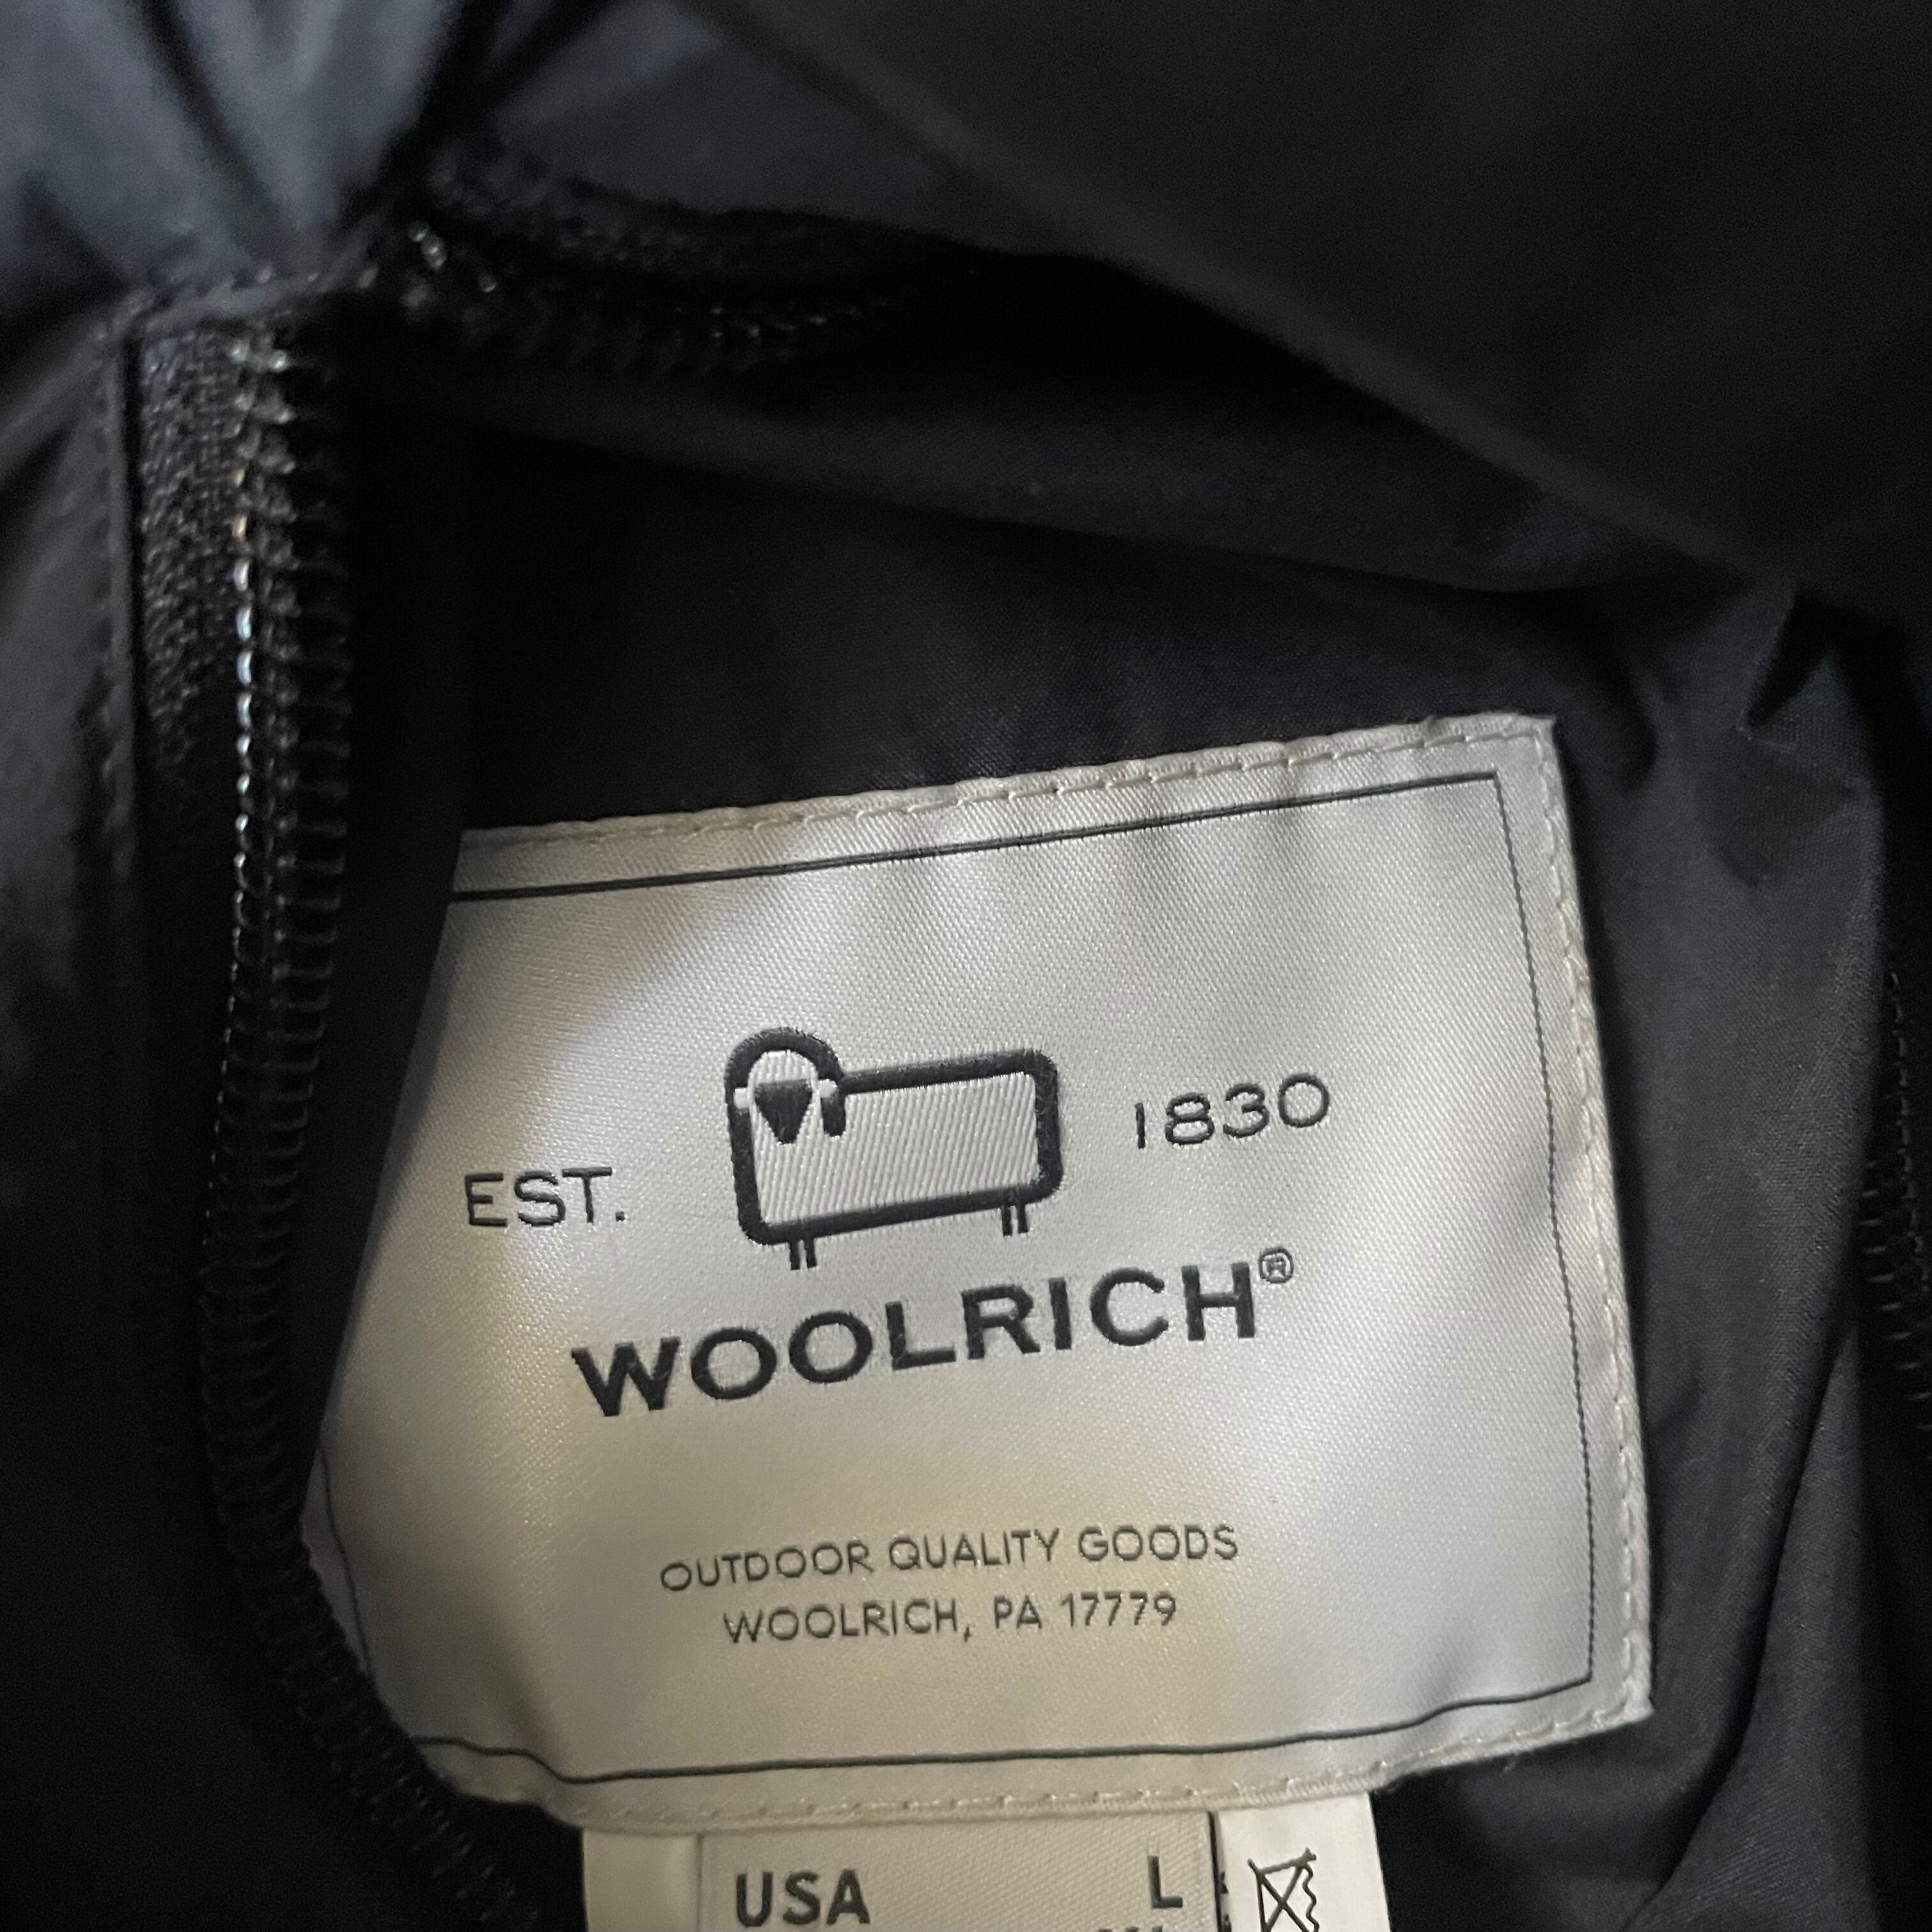 EST. 1830
WOOLRICH®
OUTDOOR QUALITY GOODS
WOOLRICH, PA 17779
USA L